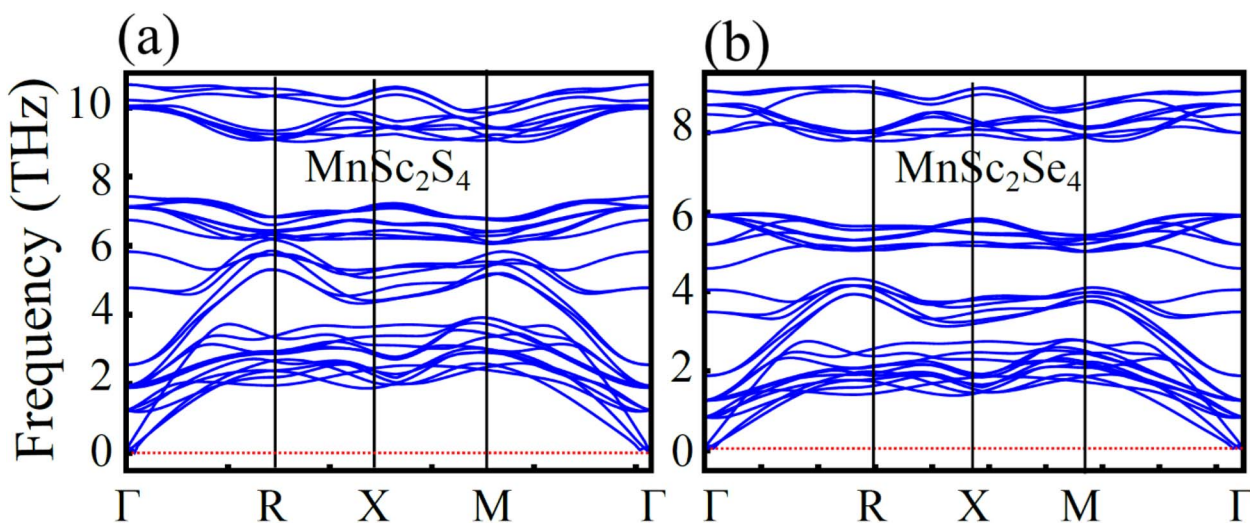 (a)
Frequency (THz)
10
8
6
4
2
0
MnSc₂S₄
Γ R X M Γ
(b)
8
6
4
2
0
MnSc₂Se₄
Γ R X M Γ